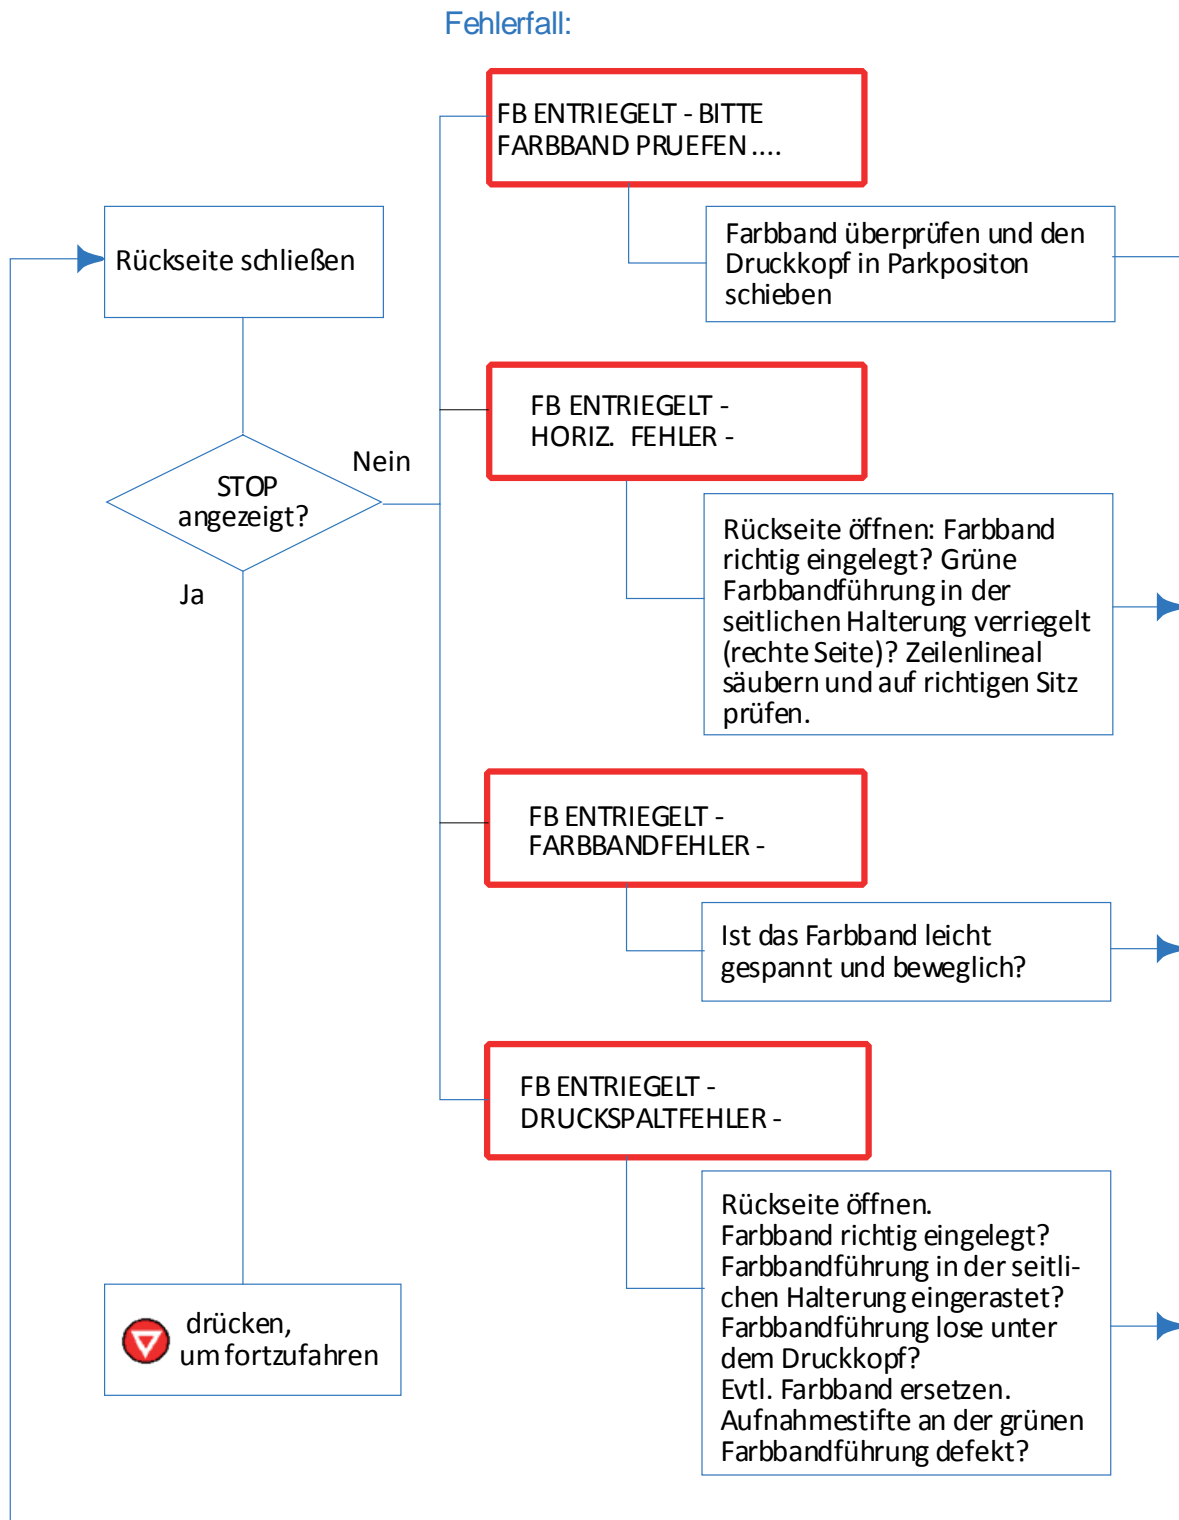 Fehlerfall:
FB ENTRIEGELT - BITTE
FARBBAND PRUEFEN ....
Farbband überprüfen und den
Druckkopf in Parkpositon
schieben
Rückseite schließen
FB ENTRIEGELT -
HORIZ. FEHLER -
Nein
STOP
angezeigt?
Ja
Rückseite öffnen: Farbband
richtig eingelegt? Grüne
Farbbandführung in der
seitlichen Halterung verriegelt
(rechte Seite)? Zeilenlineal
säubern und auf richtigen Sitz
prüfen.
FB ENTRIEGELT -
FARBBANDFEHLER -
Ist das Farbband leicht
gespannt und beweglich?
FB ENTRIEGELT -
DRUCKSPALTFEHLER -
Rückseite öffnen.
Farbband richtig eingelegt?
Farbbandführung in der seitli-
chen Halterung eingerastet?
Farbbandführung lose unter
dem Druckkopf?
Evtl. Farbband ersetzen.
Aufnahmestifte an der grünen
Farbbandführung defekt?
drücken,
um fortzufahren